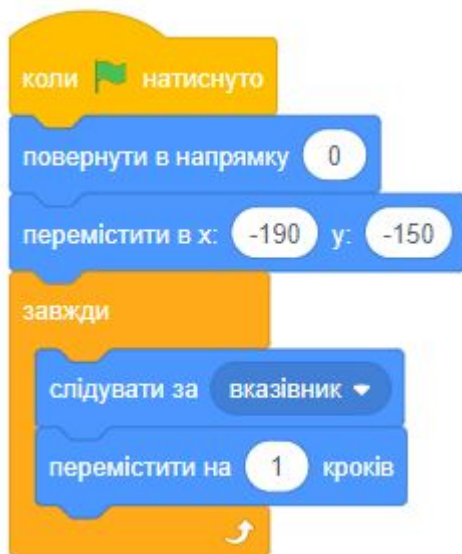 коли натиснуто
повернути в напрямку 0
перемістити в x: -190 y: -150
завжди
слідувати за вказівник
перемістити на 1 кроків